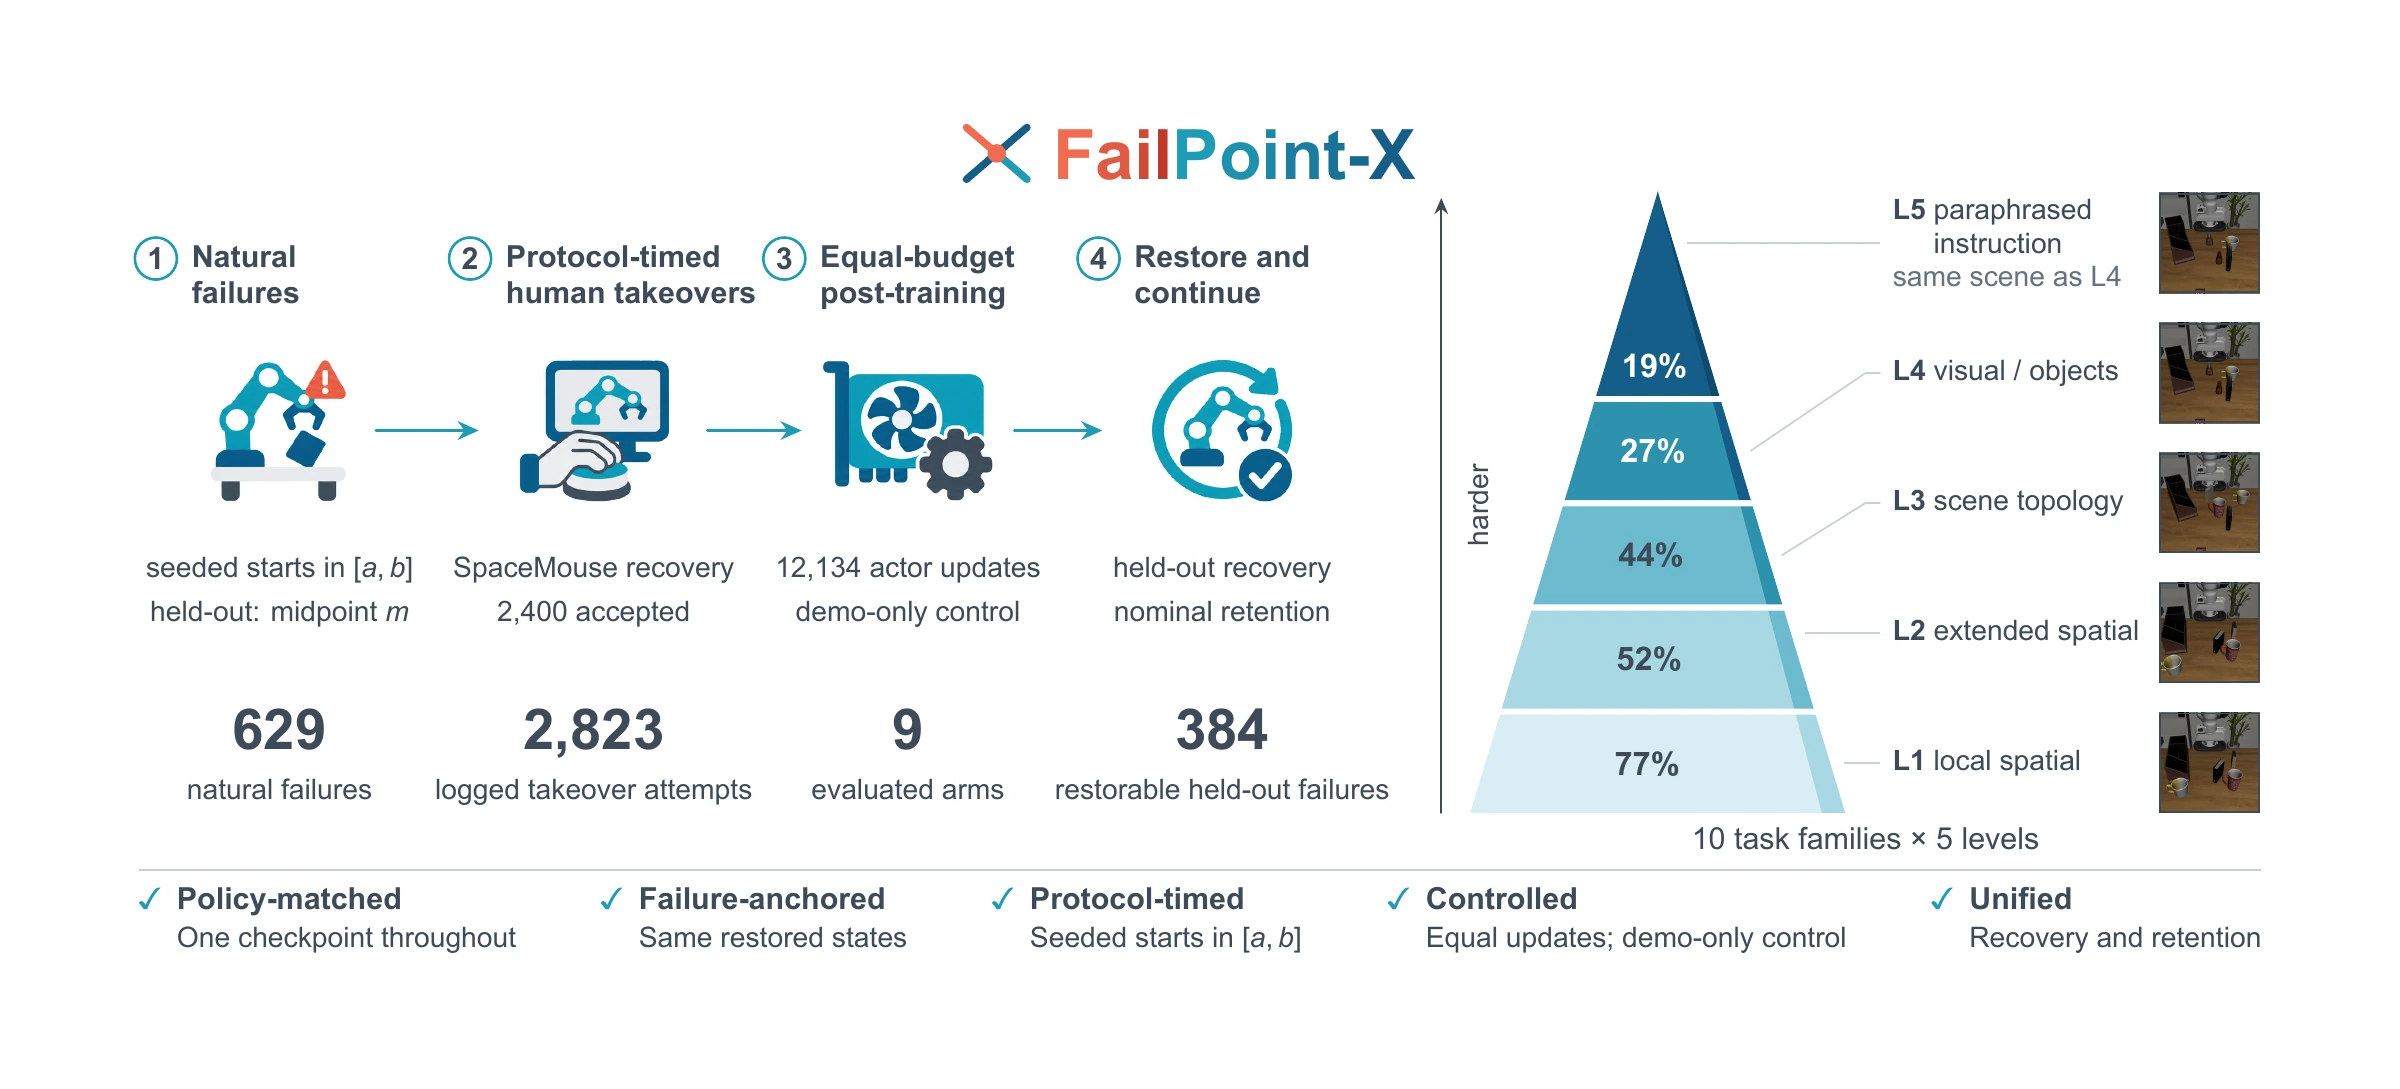 FailPoint-X
1 Natural
failures
seeded starts in [a, b]
held-out: midpoint m
629
natural failures
2 Protocol-timed
human takeovers
SpaceMouse recovery
2,400 accepted
2,823
logged takeover attempts
3 Equal-budget
post-training
12,134 actor updates
demo-only control
9
evaluated arms
4 Restore and
continue
held-out recovery
nominal retention
384
restorable held-out failures
harder
19%
27%
44%
52%
77%
L5 paraphrased
instruction
same scene as L4
L4 visual / objects
L3 scene topology
L2 extended spatial
L1 local spatial
10 task families × 5 levels
✓ Policy-matched
One checkpoint throughout
✓ Failure-anchored
Same restored states
✓ Protocol-timed
Seeded starts in [a, b]
✓ Controlled
Equal updates; demo-only control
✓ Unified
Recovery and retention